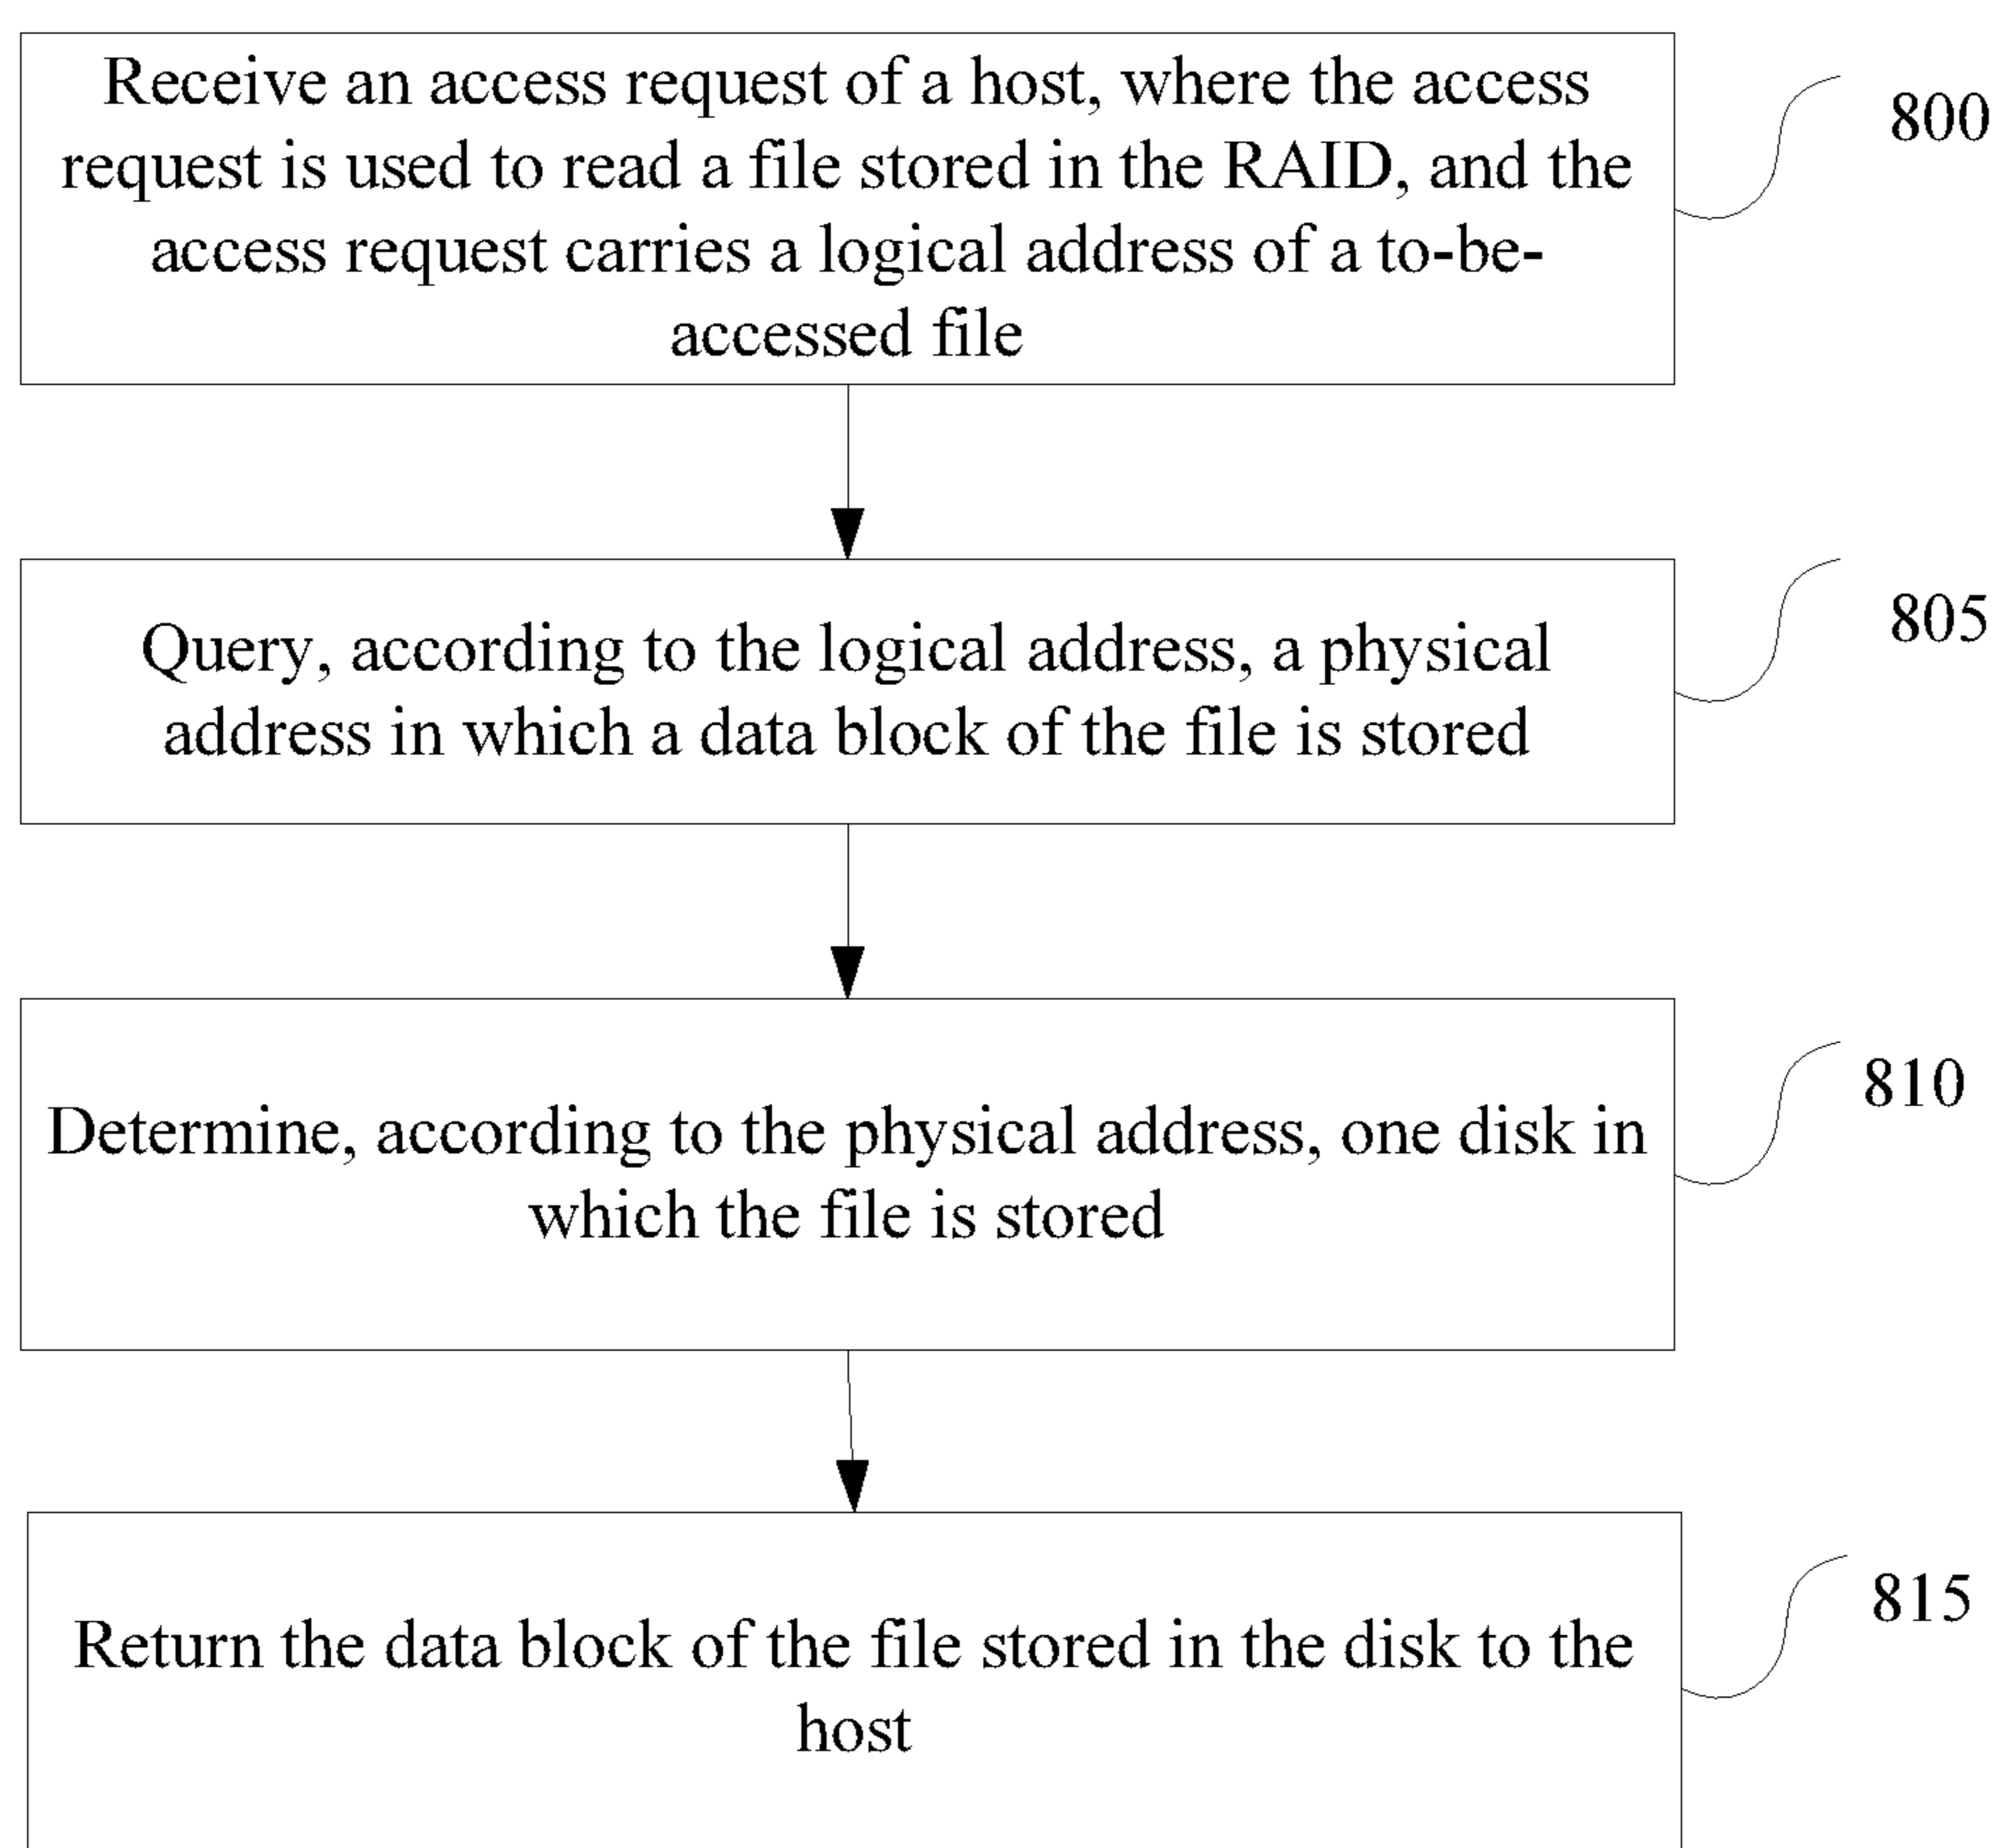 Receive an access request of a host, where the access
request is used to read a file stored in the RAID, and the
access request carries a logical address of a to-be-
accessed file
800
Query, according to the logical address, a physical
address in which a data block of the file is stored
805
Determine, according to the physical address, one disk in
which the file is stored
810
Return the data block of the file stored in the disk to the
host
815